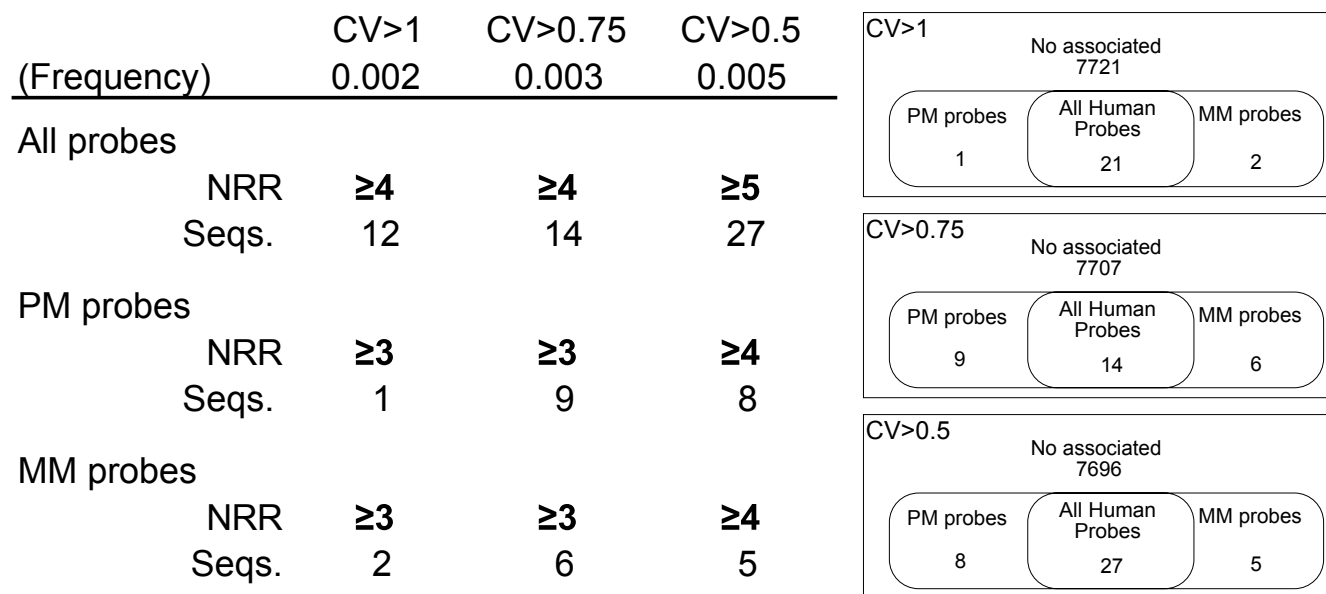 CV>1 CV>0.75 CV>0.5
(Frequency) 0.002 0.003 0.005
All probes
NRR ≥4 ≥4 ≥5
Seqs. 12 14 27
PM probes
NRR ≥3 ≥3 ≥4
Seqs. 1 9 8
MM probes
NRR ≥3 ≥3 ≥4
Seqs. 2 6 5
CV>1
No associated
7721
PM probes
1
All Human
Probes
21
MM probes
2
CV>0.75
No associated
7707
PM probes
9
All Human
Probes
14
MM probes
6
CV>0.5
No associated
7696
PM probes
8
All Human
Probes
27
MM probes
5